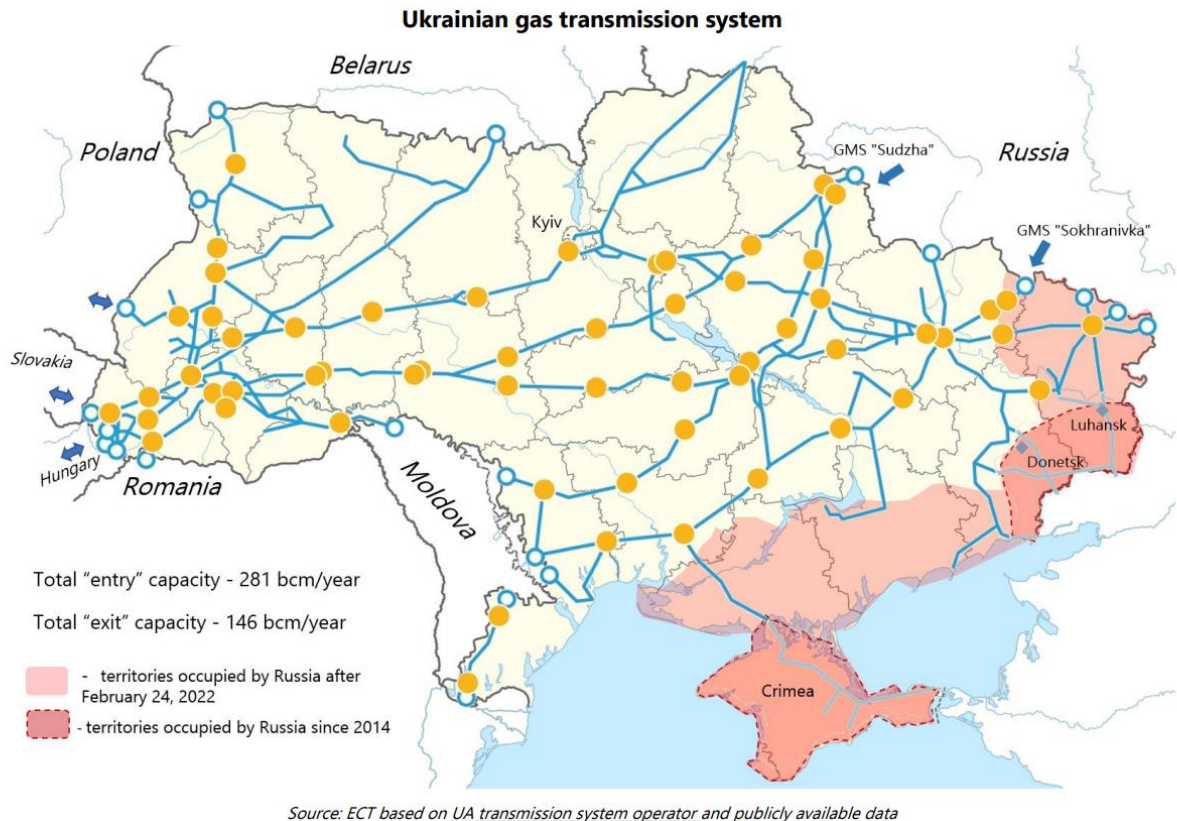 Ukrainian gas transmission system
Belarus
Poland
GMS "Sudzha"
Russia
Kyiv
GMS "Sokhranivka"
Slovakia
Hungary
Romania
Moldova
Luhansk
Donetsk
Crimea
Total "entry" capacity - 281 bcm/year
Total "exit" capacity - 146 bcm/year
- territories occupied by Russia after
February 24, 2022
- territories occupied by Russia since 2014
Source: ECT based on UA transmission system operator and publicly available data